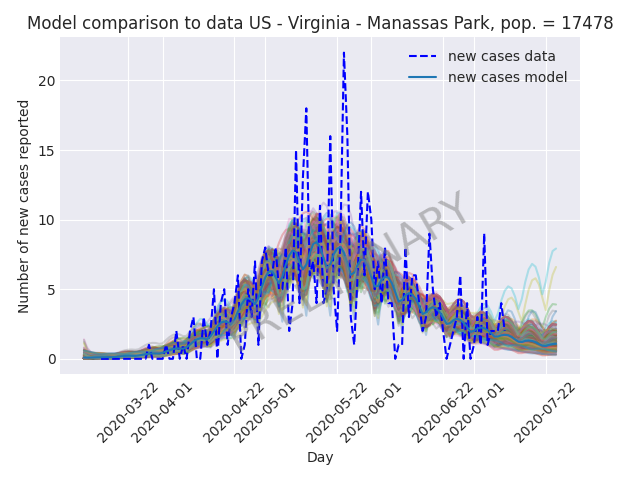 Model comparison to data US - Virginia - Manassas Park, pop. = 17478
new cases data
new cases model
Number of new cases reported
20
15
10
5
0
PRELIMINARY
2020-03-22
2020-04-01
2020-04-22
2020-05-01
2020-05-22
2020-06-01
2020-06-22
2020-07-01
2020-07-22
Day